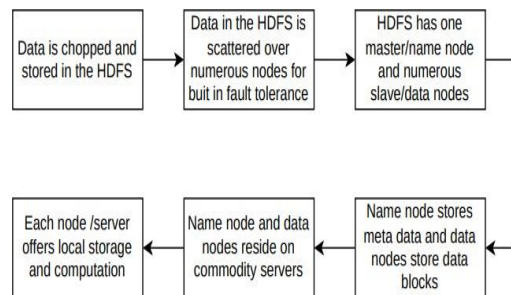 Data is chopped and
stored in the HDFS
Data in the HDFS is
scattered over
numerous nodes for
buit in fault tolerance
HDFS has one
master/name node
and numerous
slave/data nodes
Name node stores
meta data and data
nodes store data
blocks
Name node and data
nodes reside on
commodity servers
Each node /server
offers local storage
and computation